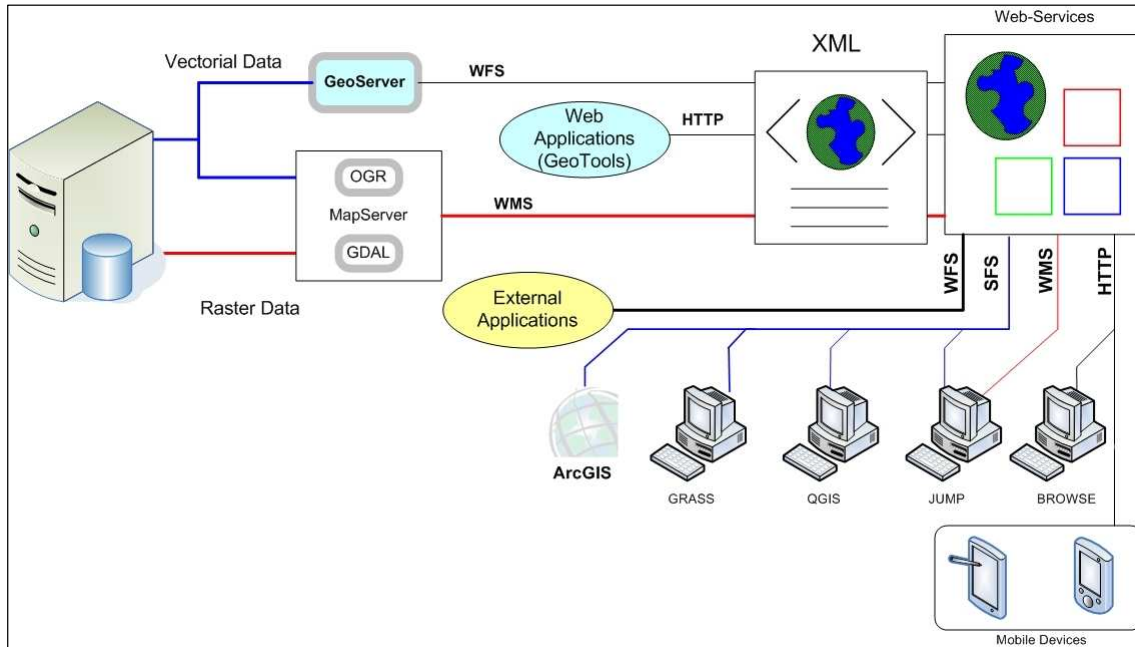 Web-Services
XML
Vectorial Data
GeoServer
WFS
Web
Applications
(GeoTools)
HTTP
OGR
MapServer
GDAL
WMS
Raster Data
External
Applications
WFS
SFS
WMS
HTTP
ArcGIS
GRASS
QGIS
JUMP
BROWSE
Mobile Devices